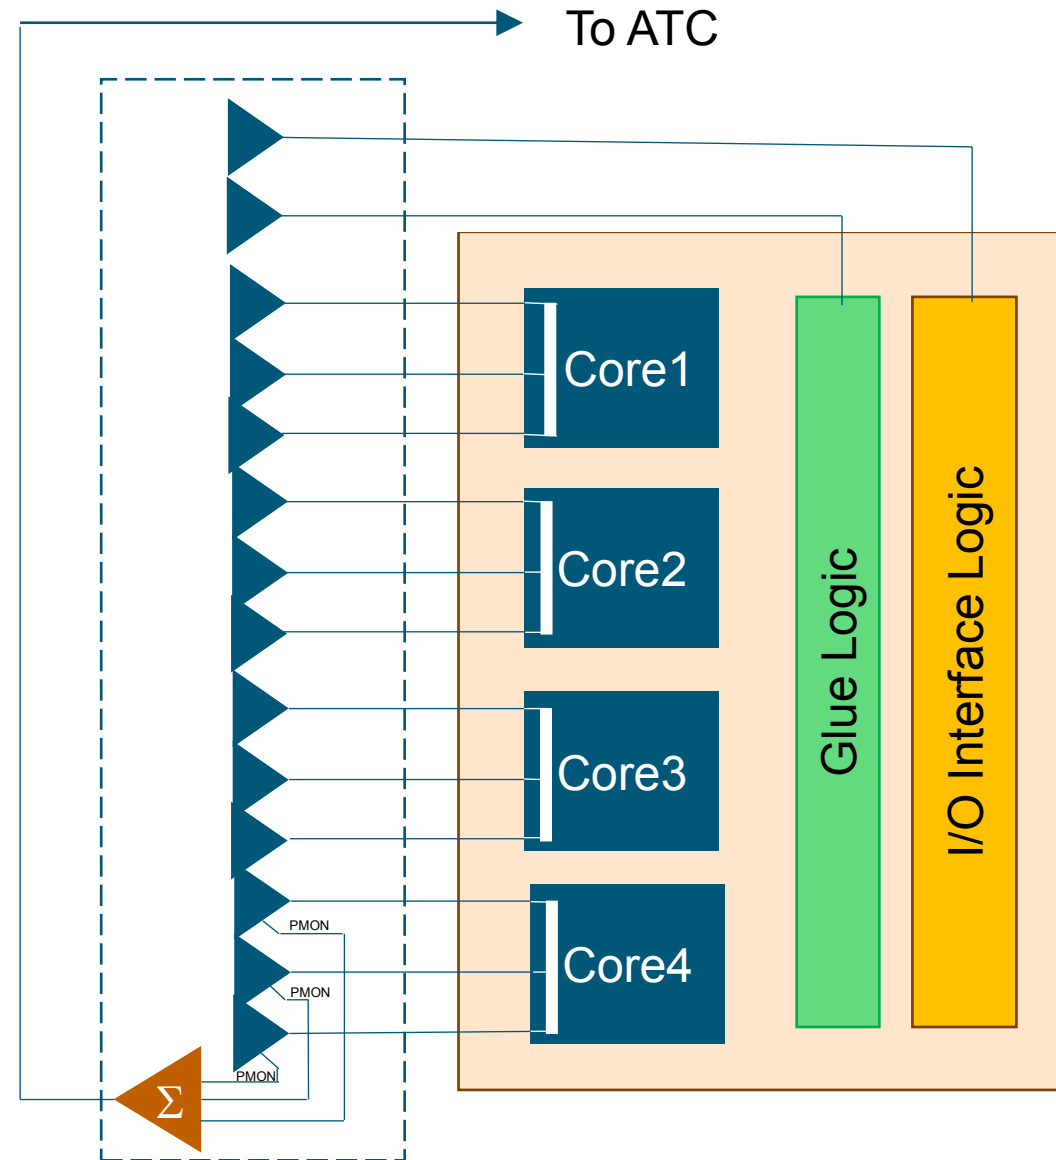 To ATC
Core1
Core2
Core3
Core4
Glue Logic
I/O Interface Logic
PMON
PMON
PMON
Σ